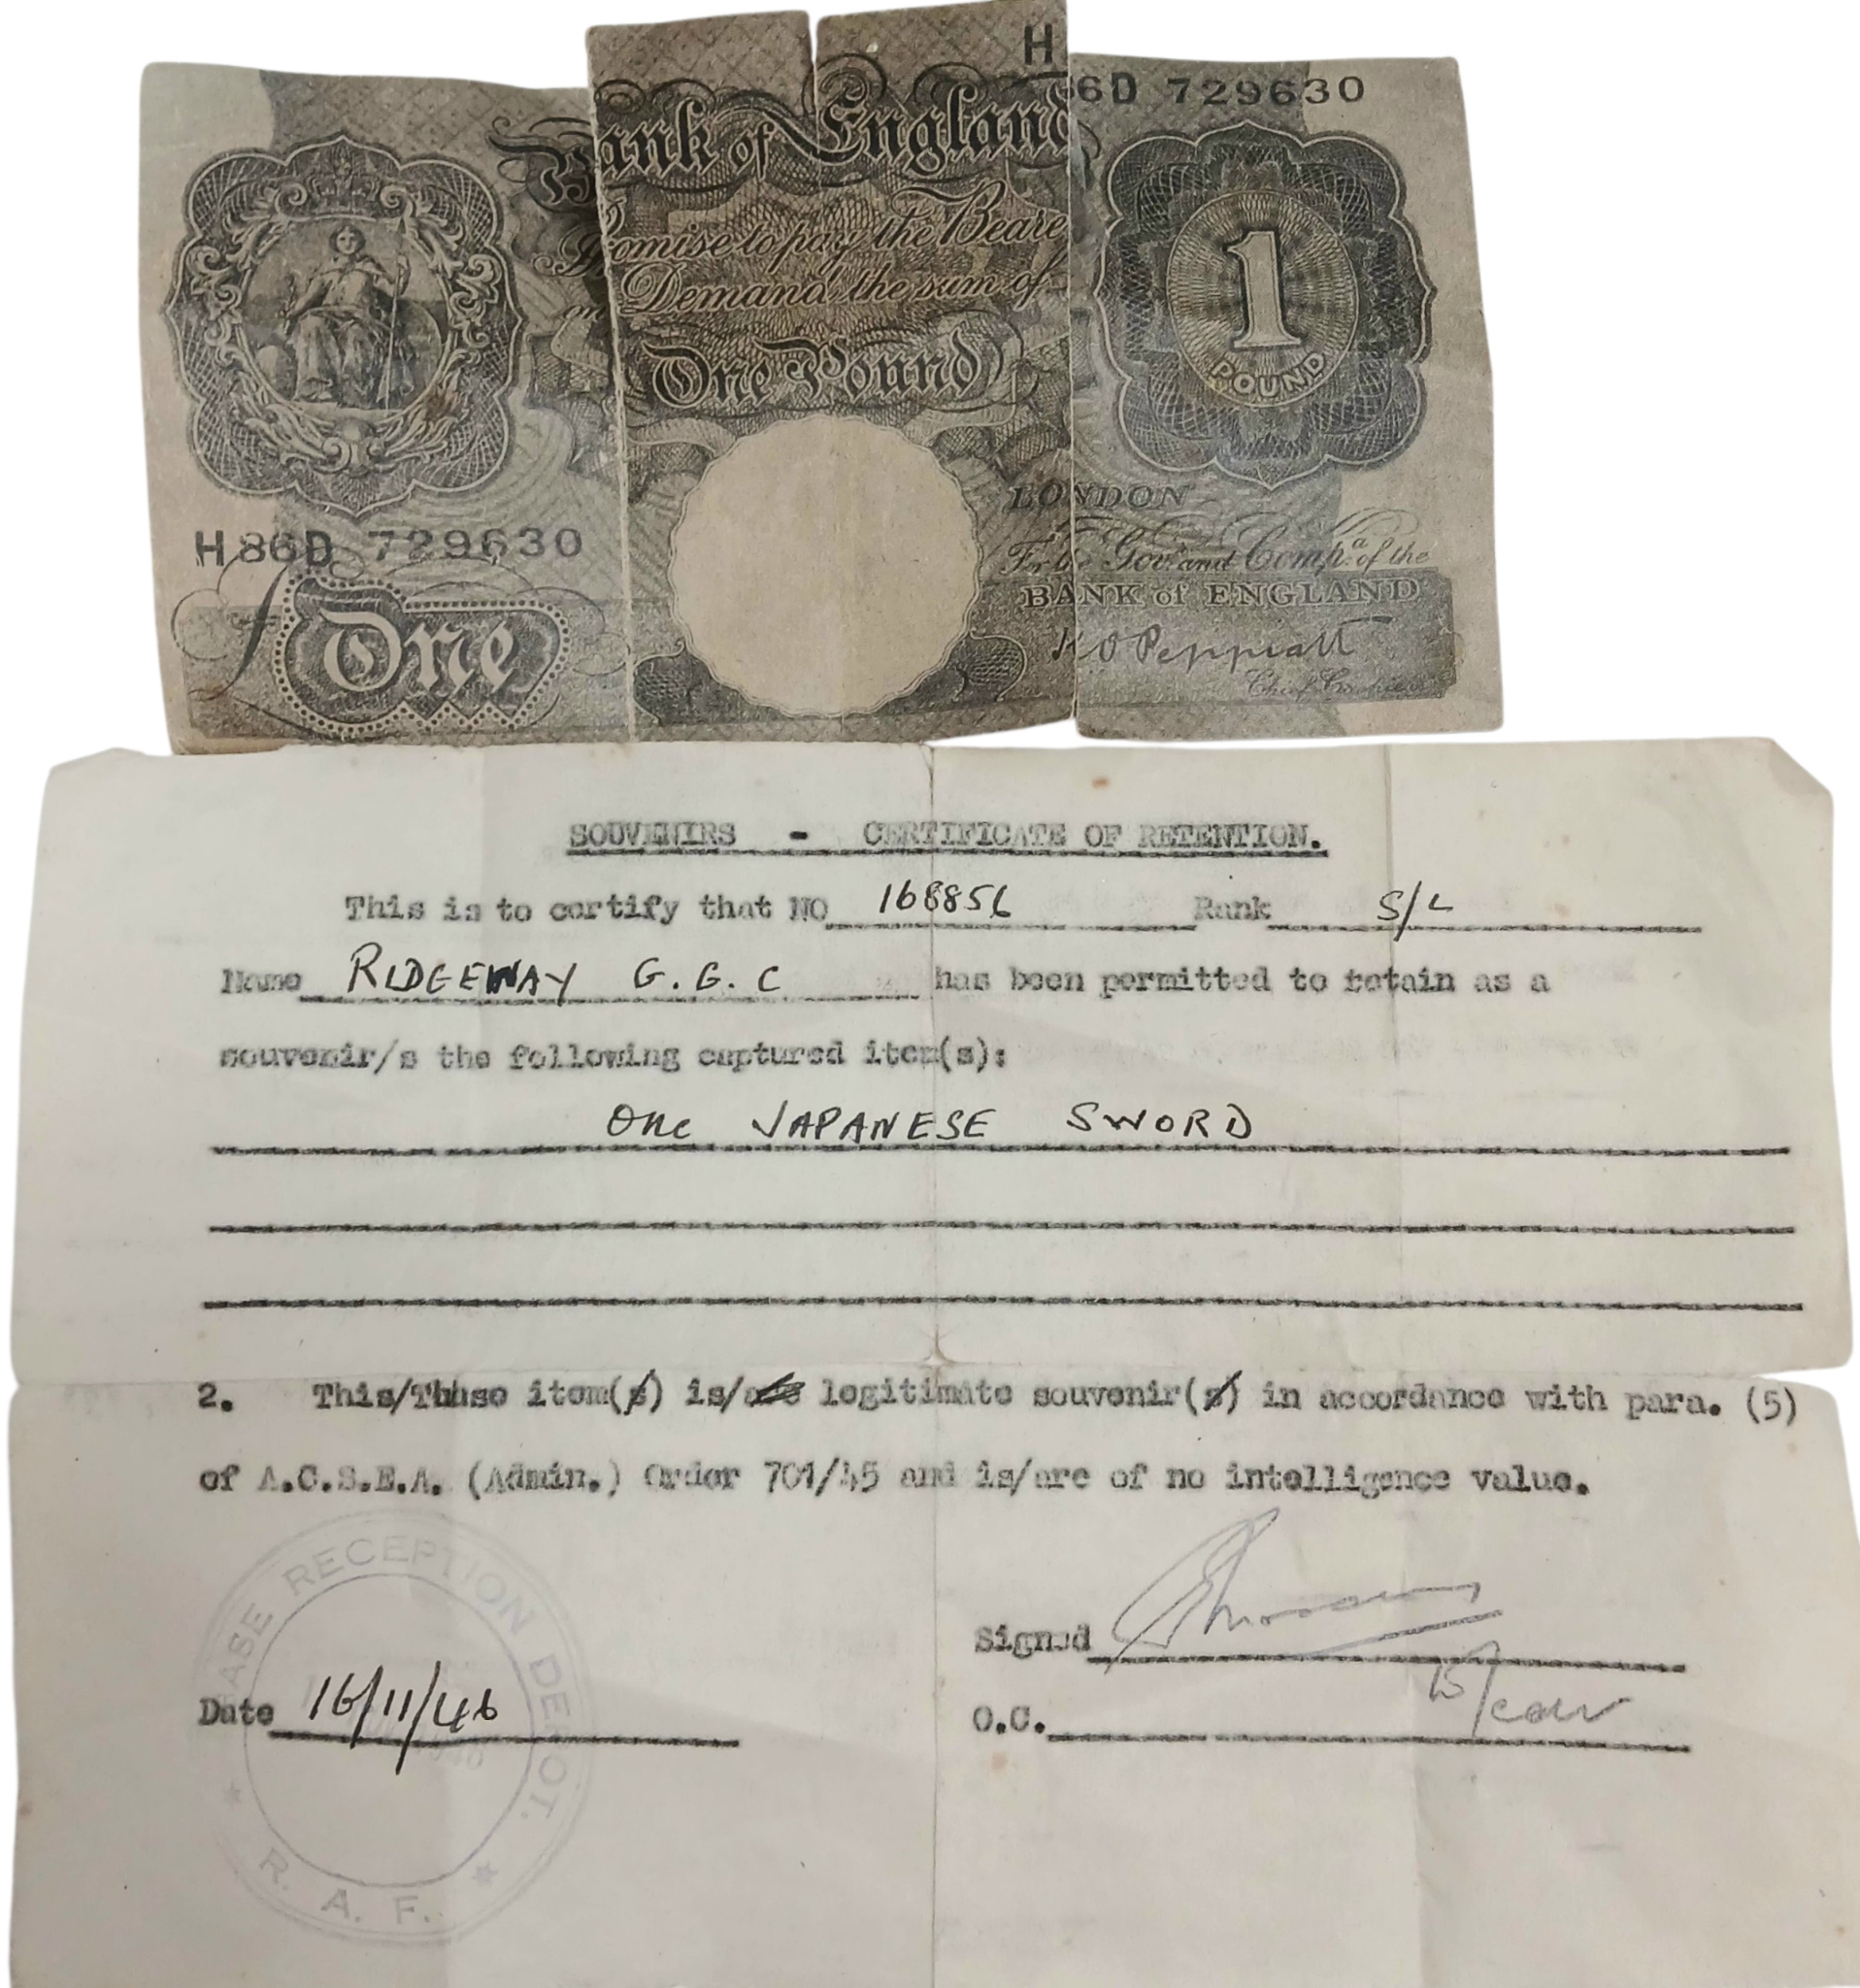 H
86D 729630
Bank of England
Promise to pay the Beare
on Demand the sum of
One Pound
1
POUND
LONDON
H86D 729630
For the Govr. and Compa. of the
BANK of ENGLAND
K O Peppiatt
Chief Cashier
One
SOUVENIRS - CERTIFICATE OF RETENTION.
This is to certify that NO 168856 Rank S/L
Name RIDGEWAY G.G.C has been permitted to retain as a
souvenir/s the following captured item(s):
One JAPANESE SWORD
2. This/These item(s) is/are legitimate souvenir(s) in accordance with para. (5)
of A.C.S.E.A. (Admin.) Order 701/45 and is/are of no intelligence value.
BASE RECEPTION DEPOT.
Signed
Date 16/11/46
O.C.
* R. A. F. *